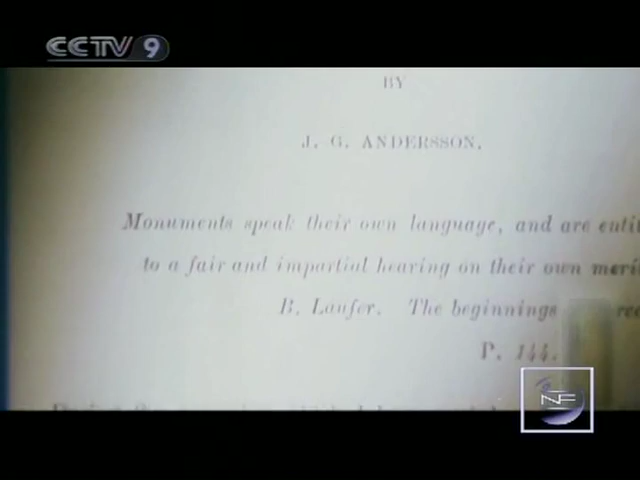 CCTV 9
BY
J. G. ANDERSSON.
Monuments speak their own language, and are
to a fair and impartial hearing on their own
B. Laufer. The beginnings
P. 144.
NF